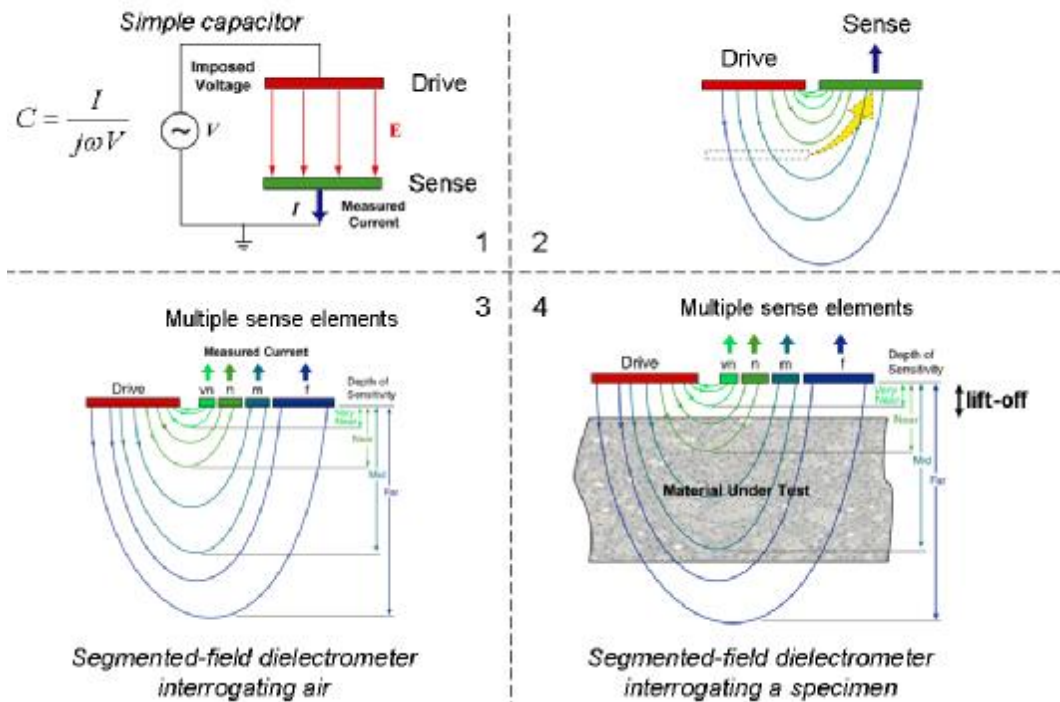 Simple capacitor
Imposed
Voltage
Drive
C = I / jωV
~
V
E
Sense
I
Measured
Current
1
2
Sense
Drive
3
Multiple sense elements
Measured Current
Drive
vn n m f
Depth of
Sensitivity
Very
Near
Near
Mid
Far
Segmented-field dielectrometer
interrogating air
4
Multiple sense elements
Drive
vn n m f
Depth of
Sensitivity
Very
Near
Near
Mid
Far
lift-off
Material Under Test
Segmented-field dielectrometer
interrogating a specimen